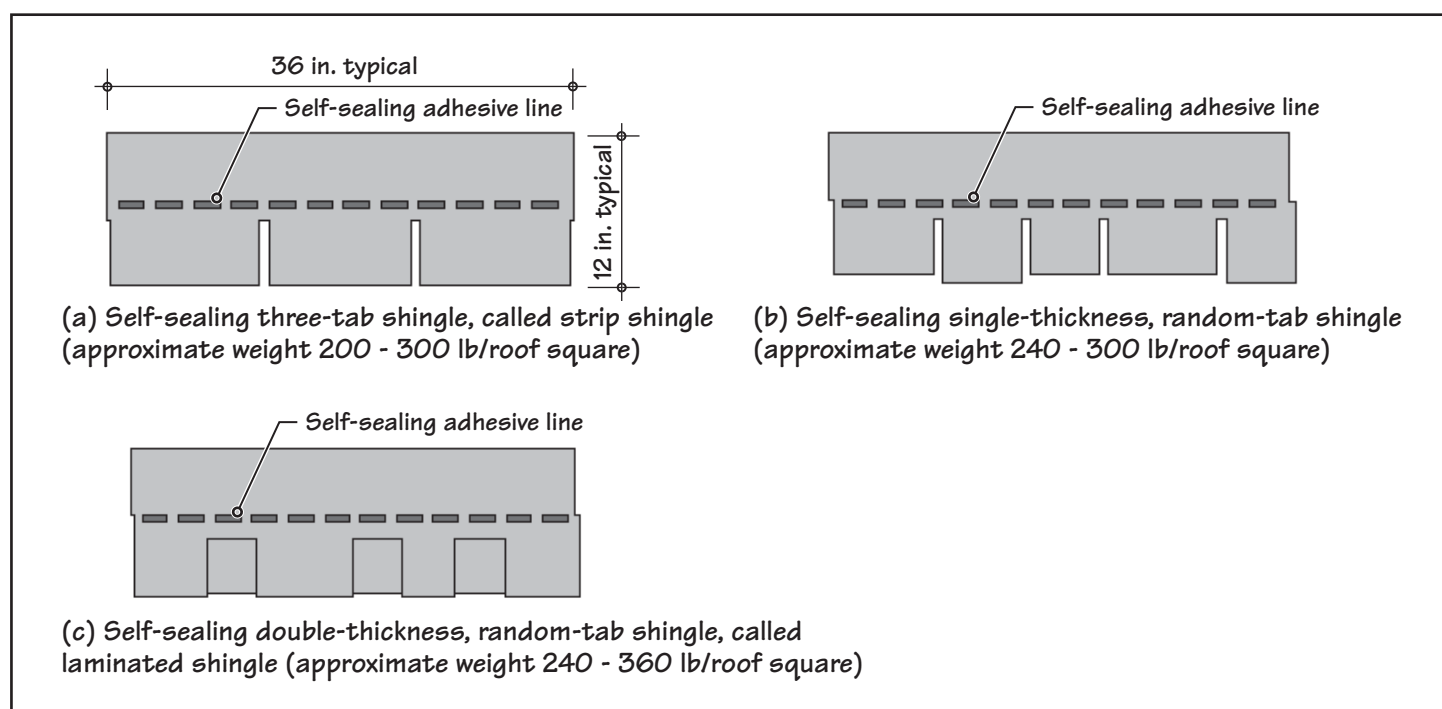 36 in. typical
Self-sealing adhesive line
12 in. typical
(a) Self-sealing three-tab shingle, called strip shingle
(approximate weight 200 - 300 lb/roof square)
Self-sealing adhesive line
(b) Self-sealing single-thickness, random-tab shingle
(approximate weight 240 - 300 lb/roof square)
Self-sealing adhesive line
(c) Self-sealing double-thickness, random-tab shingle, called
laminated shingle (approximate weight 240 - 360 lb/roof square)